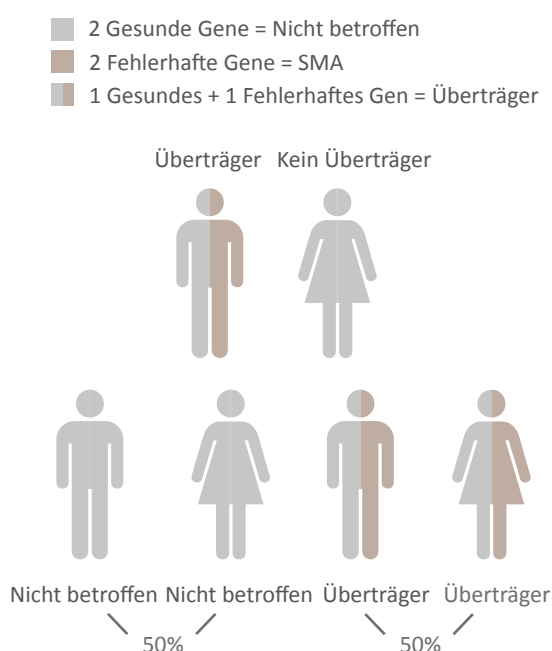 2 Gesunde Gene = Nicht betroffen
2 Fehlerhafte Gene = SMA
1 Gesundes + 1 Fehlerhaftes Gen = Überträger
Überträger Kein Überträger
Nicht betroffen Nicht betroffen Überträger Überträger
50% 50%